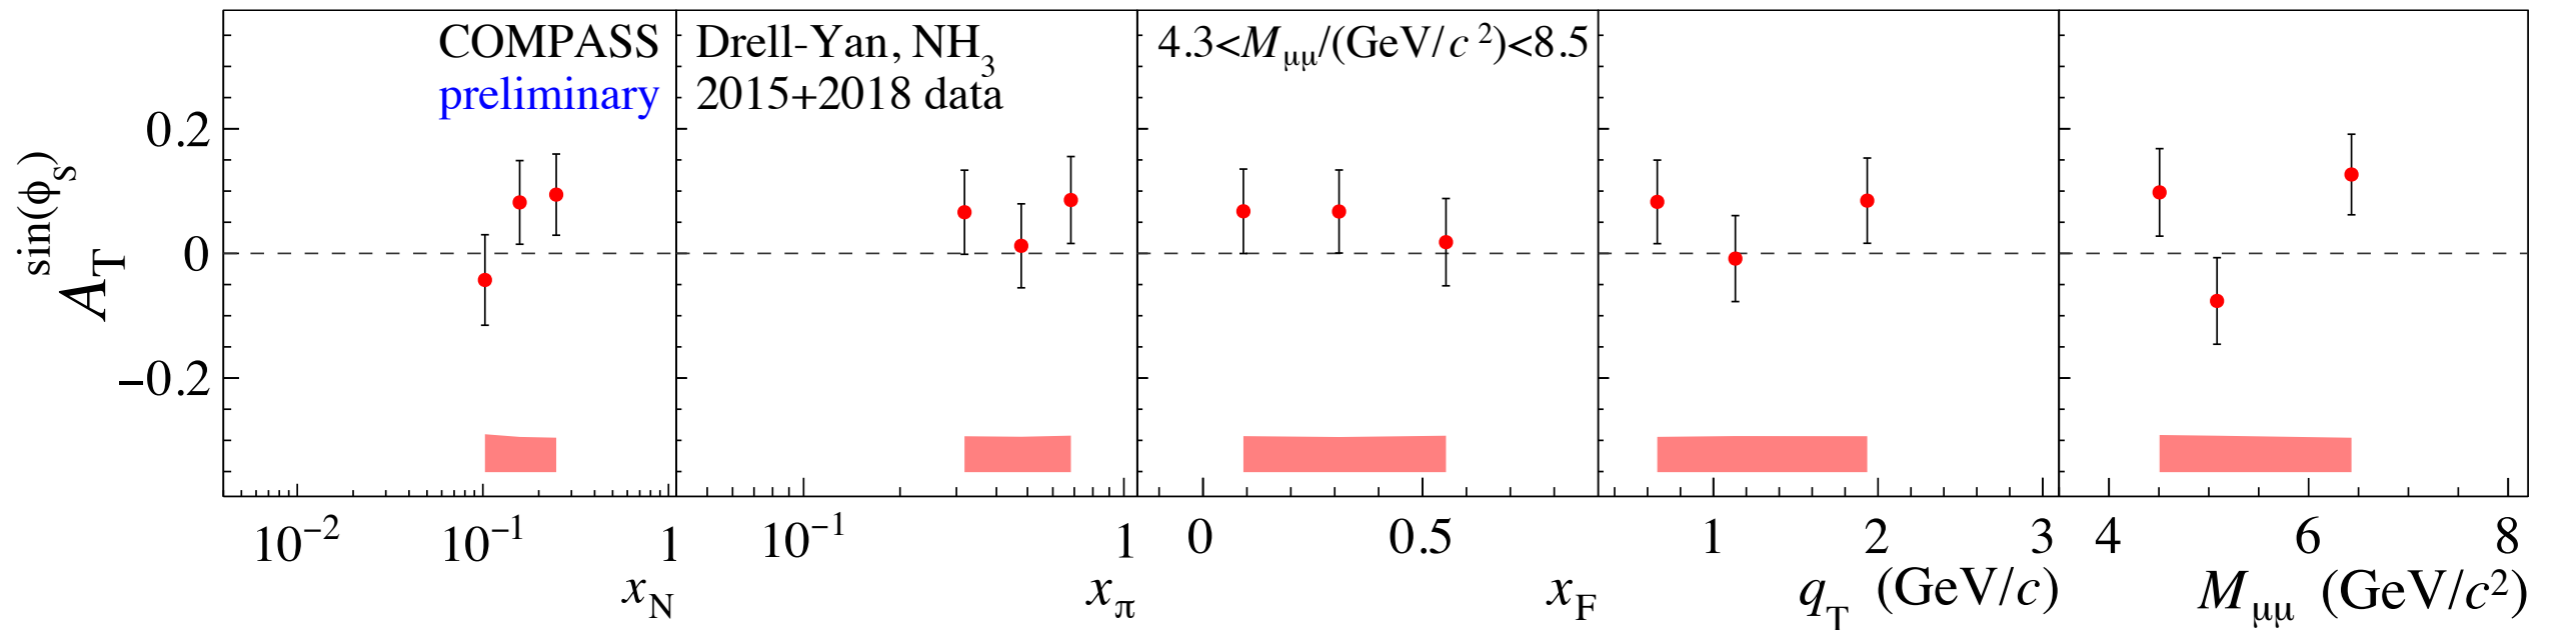 COMPASS
preliminary
Drell-Yan, NH₃
2015+2018 data
4.3<M_μμ/(GeV/c²)<8.5
A_T^sin(ϕ_S)
0.2
0
−0.2
10⁻² 10⁻¹ 1
x_N
10⁻¹ 1
x_π
0 0.5
x_F
1 2 3
q_T (GeV/c)
4 6 8
M_μμ (GeV/c²)